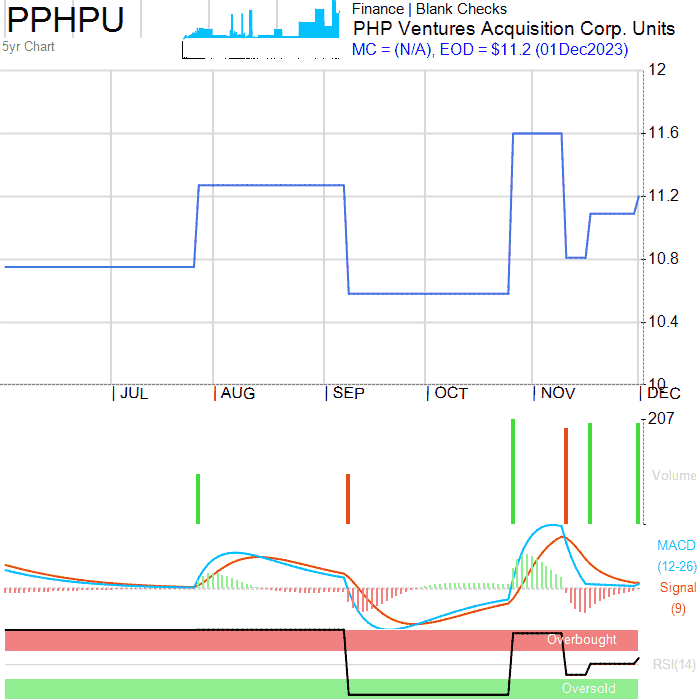 PPHPU
5yr Chart
Finance | Blank Checks
PHP Ventures Acquisition Corp. Units
MC = (N/A), EOD = $11.2 (01Dec2023)
12
11.6
11.2
10.8
10.4
10
JUL AUG SEP OCT NOV DEC
207
Volume
MACD
(12-26)
Signal
(9)
Overbought
RSI(14)
Oversold